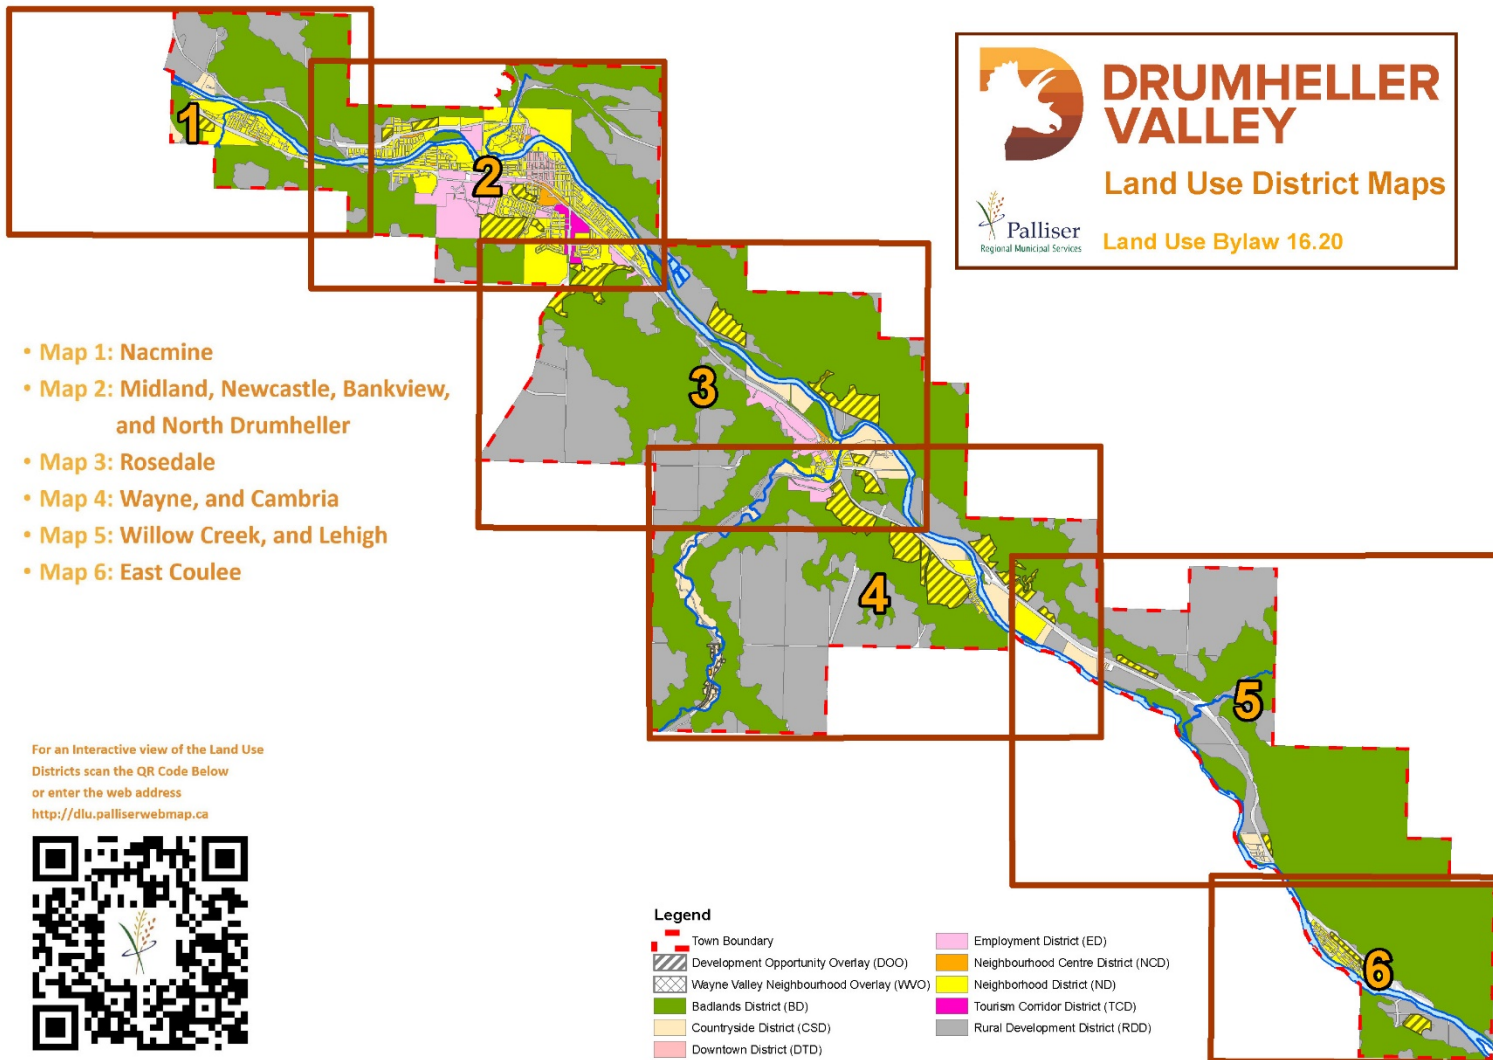 DRUMHELLER
VALLEY
Land Use District Maps
Palliser
Regional Municipal Services
Land Use Bylaw 16.20
1
2
3
4
5
6
• Map 1: Nacmine
• Map 2: Midland, Newcastle, Bankview,
and North Drumheller
• Map 3: Rosedale
• Map 4: Wayne, and Cambria
• Map 5: Willow Creek, and Lehigh
• Map 6: East Coulee
For an Interactive view of the Land Use
Districts scan the QR Code Below
or enter the web address
http://dlu.palliserwebmap.ca
Legend
Town Boundary
Development Opportunity Overlay (DOO)
Wayne Valley Neighbourhood Overlay (WVO)
Badlands District (BD)
Countryside District (CSD)
Downtown District (DTD)
Employment District (ED)
Neighbourhood Centre District (NCD)
Neighborhood District (ND)
Tourism Corridor District (TCD)
Rural Development District (RDD)